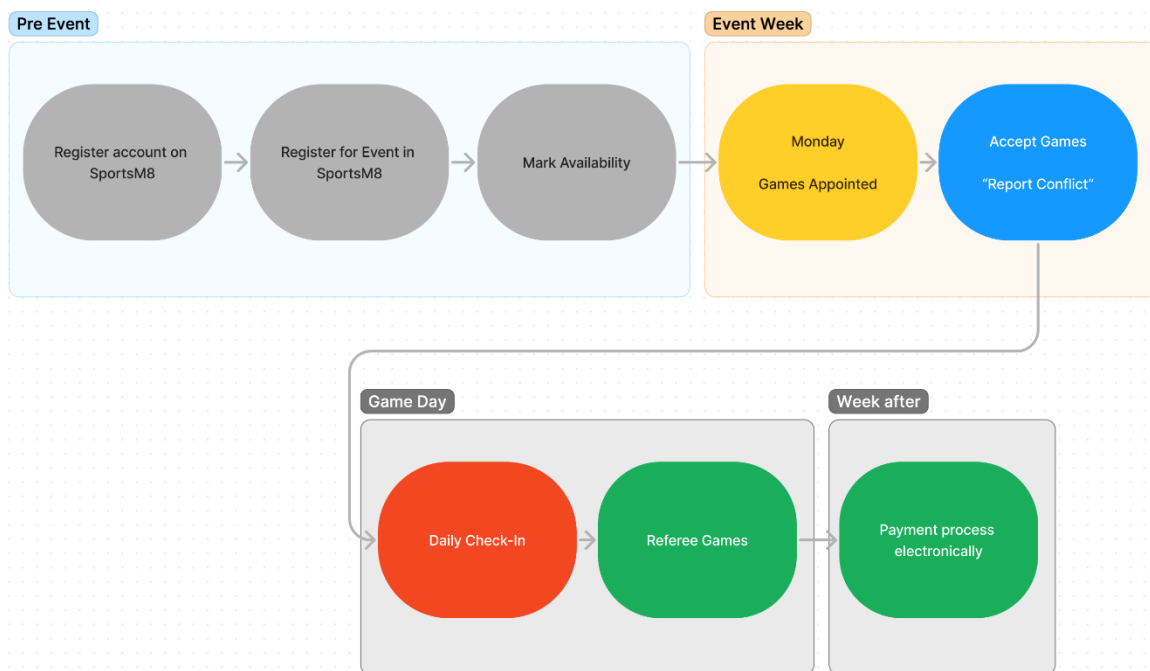 Pre Event
Event Week
Register account on
SportsM8
Register for Event in
SportsM8
Mark Availability
Monday
Games Appointed
Accept Games
“Report Conflict”
Game Day
Week after
Daily Check-In
Referee Games
Payment process
electronically